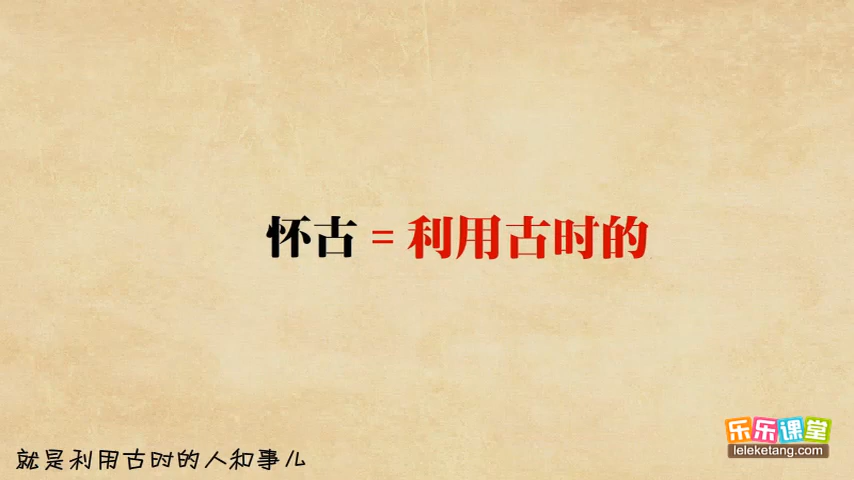 怀古 = 利用古时的
乐乐课堂
leleketang.com
就是利用古时的人和事儿